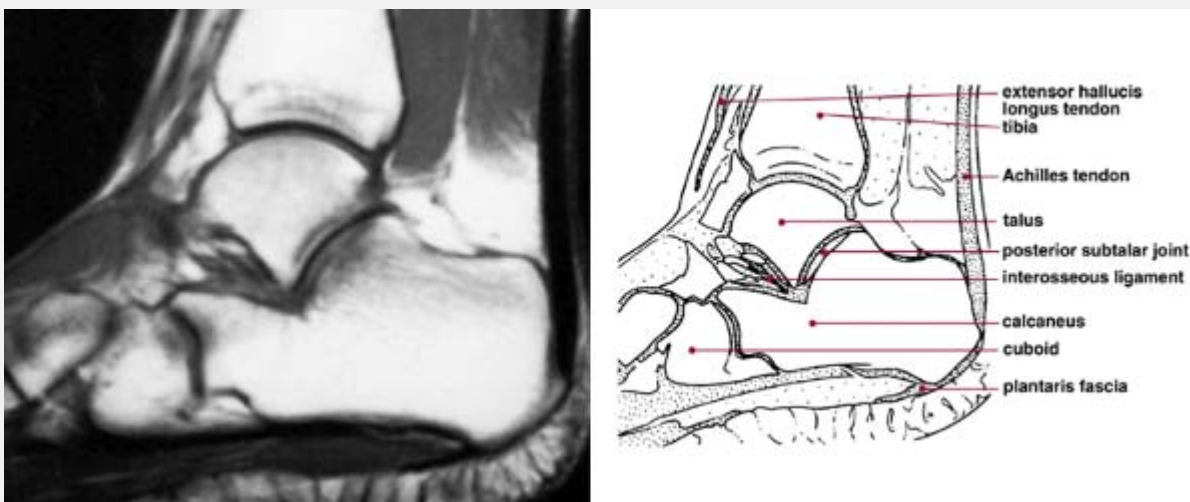 extensor hallucis
longus tendon
tibia
Achilles tendon
talus
posterior subtalar joint
interosseous ligament
calcaneus
cuboid
plantaris fascia